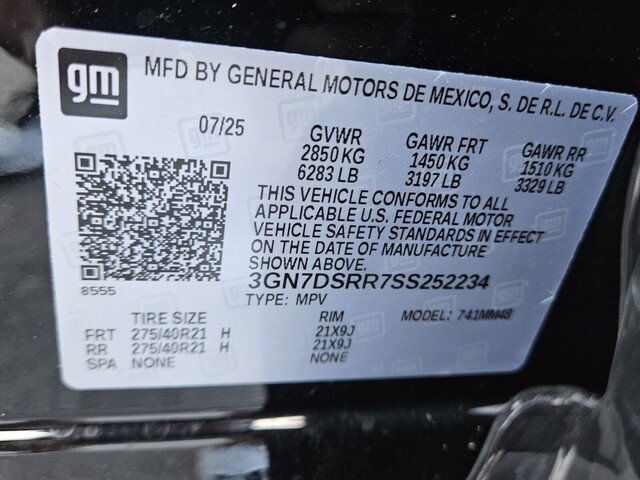 gm
MFD BY GENERAL MOTORS DE MEXICO, S. DE R.L. DE C.V.
07/25 GVWR GAWR FRT GAWR RR
2850 KG 1450 KG 1510 KG
6283 LB 3197 LB 3329 LB
THIS VEHICLE CONFORMS TO ALL
APPLICABLE U.S. FEDERAL MOTOR
VEHICLE SAFETY STANDARDS IN EFFECT
ON THE DATE OF MANUFACTURE
SHOWN ABOVE.
3GN7DSRR7SS252234
8555
TYPE: MPV MODEL: 741MM48
TIRE SIZE RIM
FRT 275/40R21 H 21X9J
RR 275/40R21 H 21X9J
SPA NONE NONE